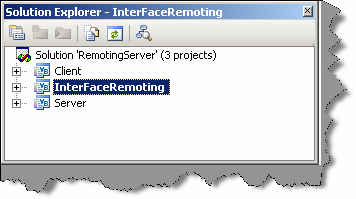 Solution Explorer - InterFaceRemoting
Solution 'RemotingServer' (3 projects)
Client
InterFaceRemoting
Server